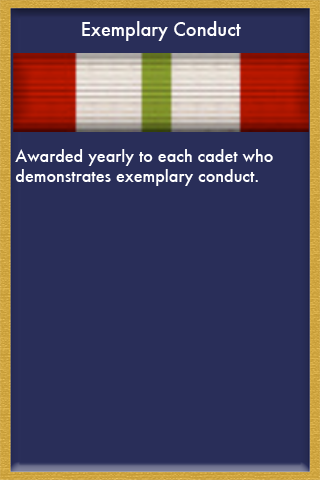 Exemplary Conduct
Awarded yearly to each cadet who
demonstrates exemplary conduct.